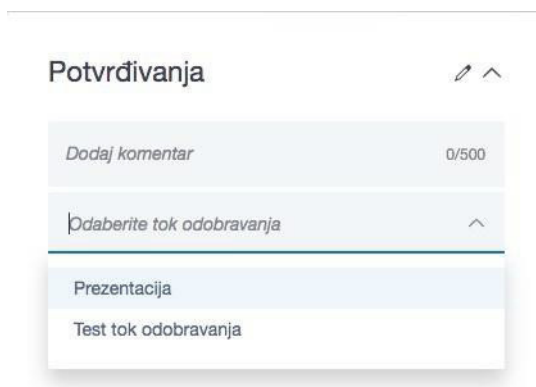 Potvrđivanja
Dodaj komentar 0/500
Odaberite tok odobravanja
Prezentacija
Test tok odobravanja